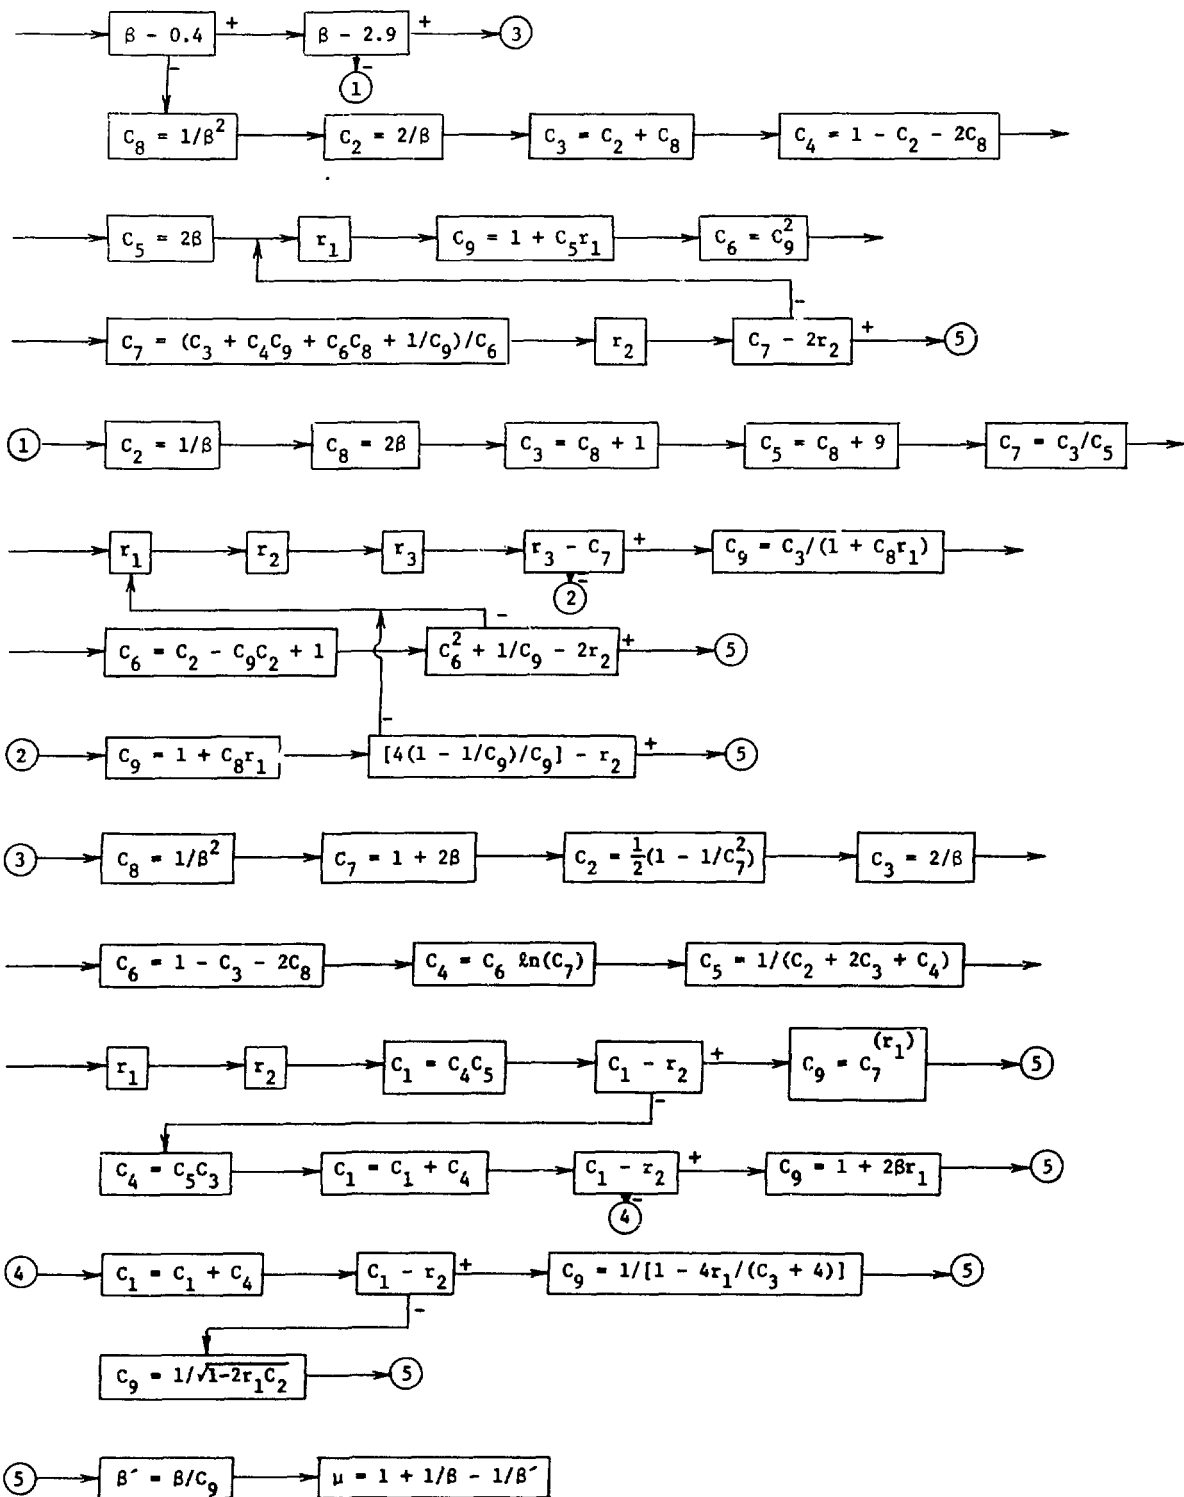 β - 0.4 + β - 2.9 + 3
- -
1
C₈ = 1/β² C₂ = 2/β C₃ = C₂ + C₈ C₄ = 1 - C₂ - 2C₈
C₅ = 2β r₁ C₉ = 1 + C₅r₁ C₆ = C₉²
-
C₇ = (C₃ + C₄C₉ + C₆C₈ + 1/C₉)/C₆ r₂ C₇ - 2r₂ + 5
1 C₂ = 1/β C₈ = 2β C₃ = C₈ + 1 C₅ = C₈ + 9 C₇ = C₃/C₅
r₁ r₂ r₃ r₃ - C₇ + C₉ = C₃/(1 + C₈r₁)
-
2
-
C₆ = C₂ - C₉C₂ + 1 C₆² + 1/C₉ - 2r₂ + 5
-
2 C₉ = 1 + C₈r₁ [4(1 - 1/C₉)/C₉] - r₂ + 5
3 C₈ = 1/β² C₇ = 1 + 2β C₂ = ½(1 - 1/C₇²) C₃ = 2/β
C₆ = 1 - C₃ - 2C₈ C₄ = C₆ ℓn(C₇) C₅ = 1/(C₂ + 2C₃ + C₄)
r₁ r₂ C₁ = C₄C₅ C₁ - r₂ + C₉ = C₇^(r₁) 5
-
C₄ = C₅C₃ C₁ = C₁ + C₄ C₁ - r₂ + C₉ = 1 + 2βr₁ 5
-
4
4 C₁ = C₁ + C₄ C₁ - r₂ + C₉ = 1/[1 - 4r₁/(C₃ + 4)] 5
-
C₉ = 1/√1-2r₁C₂ 5
5 β´ = β/C₉ μ = 1 + 1/β - 1/β´